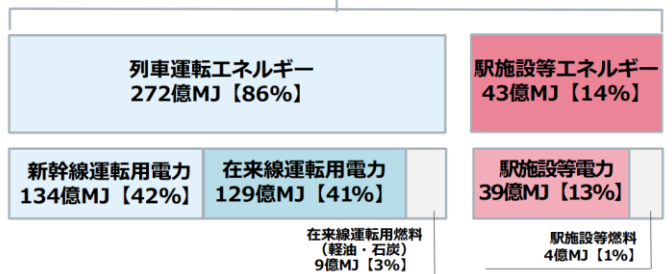 列車運転エネルギー
272億MJ【86%】
駅施設等エネルギー
43億MJ【14%】
新幹線運転用電力
134億MJ【42%】
在来線運転用電力
129億MJ【41%】
駅施設等電力
39億MJ【13%】
在来線運転用燃料
（軽油・石炭）
9億MJ【3%】
駅施設等燃料
4億MJ【1%】